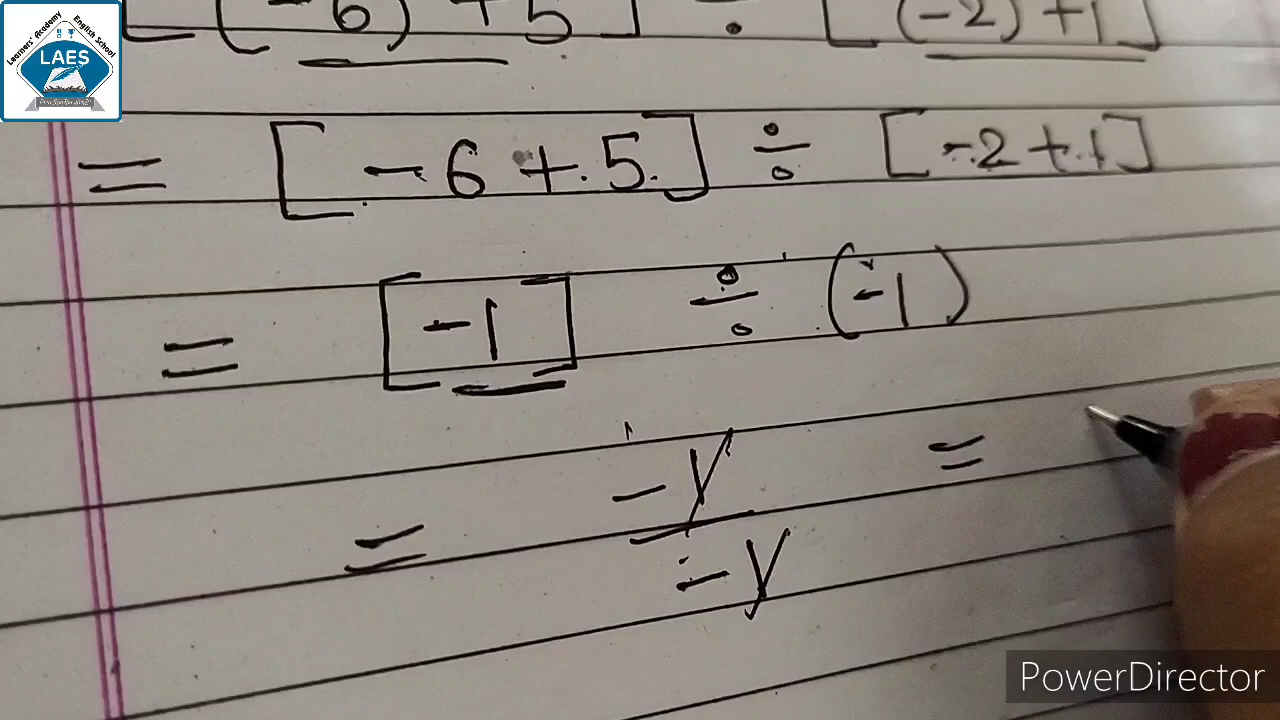 Learners' Academy English School
LAES
[(-6) + 5] ÷ [(-2) + 1]
= [-6 + 5] ÷ [-2 + 1]
= [-1] ÷ (-1)
= -1/-1 =
PowerDirector